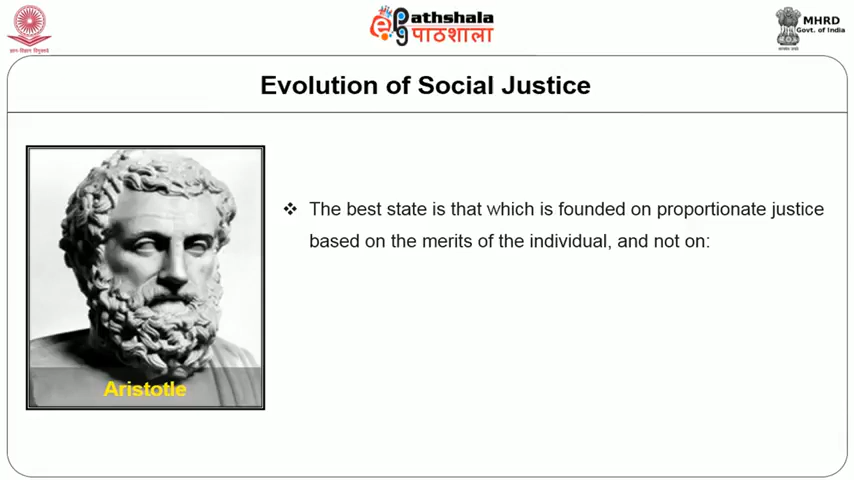 ePathshala
पाठशाला
MHRD
Govt. of India
Evolution of Social Justice
❖ The best state is that which is founded on proportionate justice
based on the merits of the individual, and not on:
Aristotle